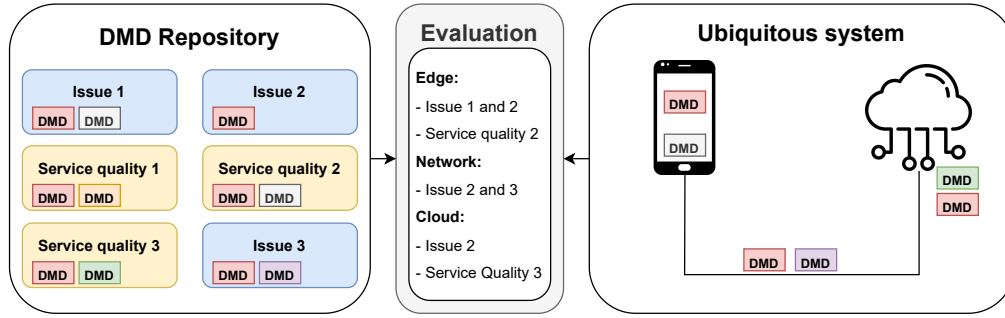 DMD Repository
Issue 1
DMD DMD
Issue 2
DMD
Service quality 1
DMD DMD
Service quality 2
DMD DMD
Service quality 3
DMD DMD
Issue 3
DMD DMD
Evaluation
Edge:
- Issue 1 and 2
- Service quality 2
Network:
- Issue 2 and 3
Cloud:
- Issue 2
- Service Quality 3
Ubiquitous system
DMD
DMD
DMD
DMD
DMD DMD